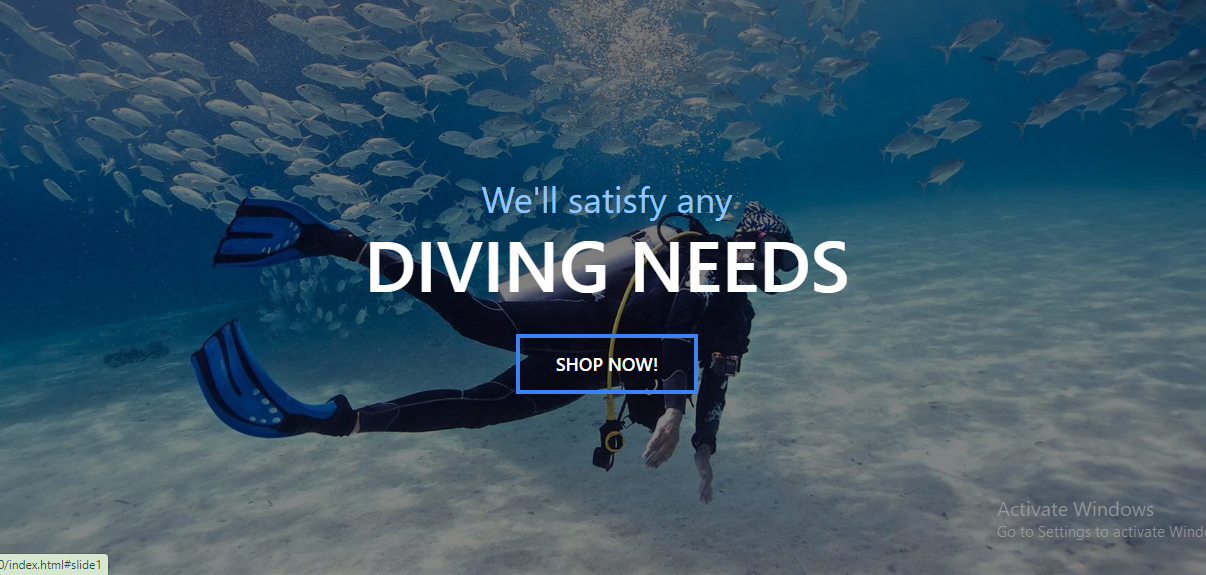 We'll satisfy any
DIVING NEEDS
SHOP NOW!
Activate Windows
Go to Settings to activate Wind
0/index.html#slide1